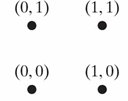 (0, 1) (1, 1)
(0, 0) (1, 0)